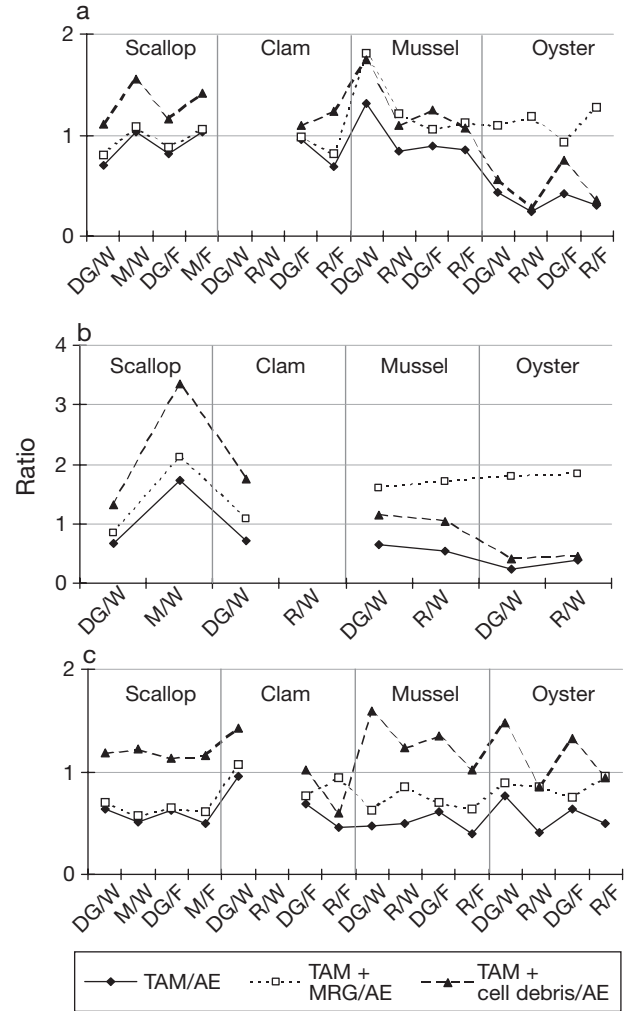 a
2
Scallop Clam Mussel Oyster
1
0
DG/W M/W DG/F M/F DG/W R/W DG/F R/F DG/W R/W DG/F R/F DG/W R/W DG/F R/F
b
4
Scallop Clam Mussel Oyster
3
2
1
0
Ratio
DG/W M/W DG/W R/W DG/W R/W DG/W R/W
c
2
Scallop Clam Mussel Oyster
1
0
DG/W M/W DG/F M/F DG/W R/W DG/F R/F DG/W R/W DG/F R/F DG/W R/W DG/F R/F
TAM/AE
TAM +
MRG/AE
TAM +
cell debris/AE